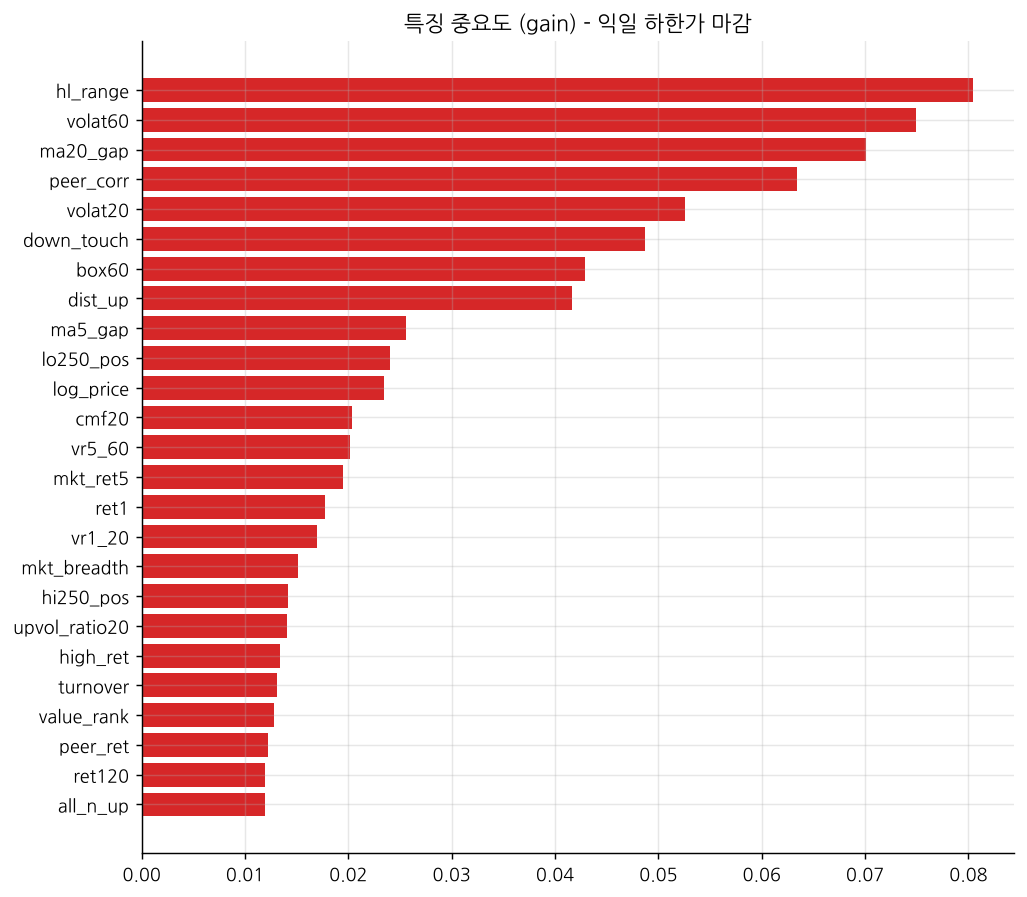 특징 중요도 (gain) - 익일 하한가 마감
hl_range
volat60
ma20_gap
peer_corr
volat20
down_touch
box60
dist_up
ma5_gap
lo250_pos
log_price
cmf20
vr5_60
mkt_ret5
ret1
vr1_20
mkt_breadth
hi250_pos
upvol_ratio20
high_ret
turnover
value_rank
peer_ret
ret120
all_n_up
0.00 0.01 0.02 0.03 0.04 0.05 0.06 0.07 0.08